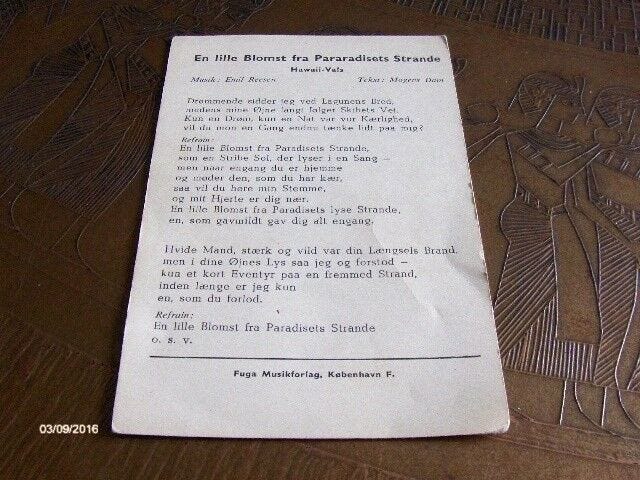 En lille Blomst fra Pararadisets Strande
Hawaii-Vals
Musik: Emil Reesen Tekst: Mogens Dam
Drømmende sidder jeg ved Lagunens Bred,
medens mine Øjne langt følger Skibets Vej.
Kun en Drøm, kun en Nat var vor Kærlighed,
vil du mon en Gang endnu tænke lidt paa mig?
Refrain:
En lille Blomst fra Paradisets Strande,
som en Stribe Sol, der lyser i en Sang —
men naar engang du er hjemme
og møder den, som du har kær,
saa vil du høre min Stemme,
og mit Hjerte er dig nær.
En lille Blomst fra Paradisets lyse Strande,
en, som gavmildt gav dig alt engang.
Hvide Mand, stærk og vild var din Længsels Brand,
men i dine Øjnes Lys saa jeg og forstod —
kun et kort Eventyr paa en fremmed Strand,
inden længe er jeg kun
en, som du forlod.
Refrain:
En lille Blomst fra Paradisets Strande
o. s. v.
Fuga Musikforlag, København F.
03/09/2016